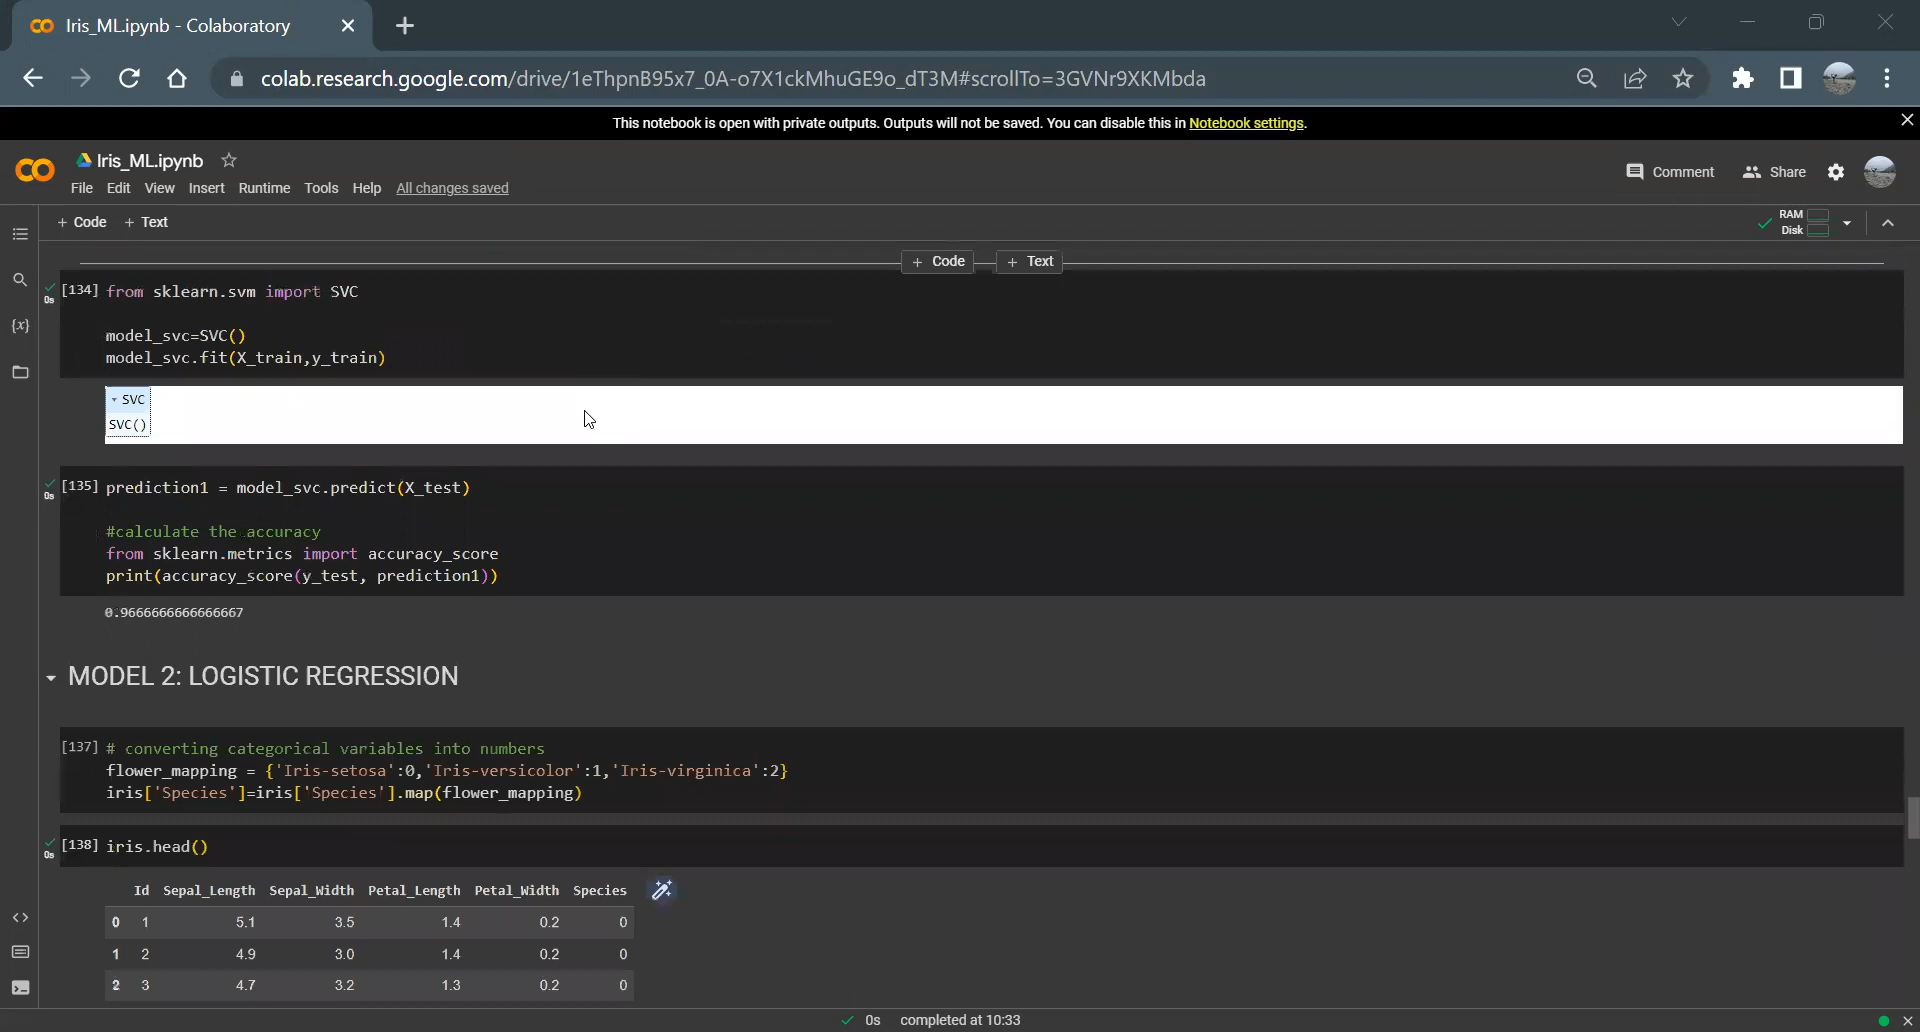 Iris_ML.ipynb - Colaboratory
colab.research.google.com/drive/1eThpnB95x7_0A-o7X1ckMhuGE9o_dT3M#scrollTo=3GVNr9XKMbda
This notebook is open with private outputs. Outputs will not be saved. You can disable this in Notebook settings.
Iris_ML.ipynb
Comment Share
File Edit View Insert Runtime Tools Help All changes saved
+ Code + Text
RAM
Disk
+ Code + Text
[134] from sklearn.svm import SVC
0s
model_svc=SVC()
model_svc.fit(X_train,y_train)
SVC
SVC()
[135] prediction1 = model_svc.predict(X_test)
0s
#calculate the accuracy
from sklearn.metrics import accuracy_score
print(accuracy_score(y_test, prediction1))
0.9666666666666667
MODEL 2: LOGISTIC REGRESSION
[137] # converting categorical variables into numbers
flower_mapping = {'Iris-setosa':0,'Iris-versicolor':1,'Iris-virginica':2}
iris['Species']=iris['Species'].map(flower_mapping)
[138] iris.head()
0s
Id Sepal_Length Sepal_Width Petal_Length Petal_Width Species
0 1 5.1 3.5 1.4 0.2 0
1 2 4.9 3.0 1.4 0.2 0
2 3 4.7 3.2 1.3 0.2 0
0s completed at 10:33